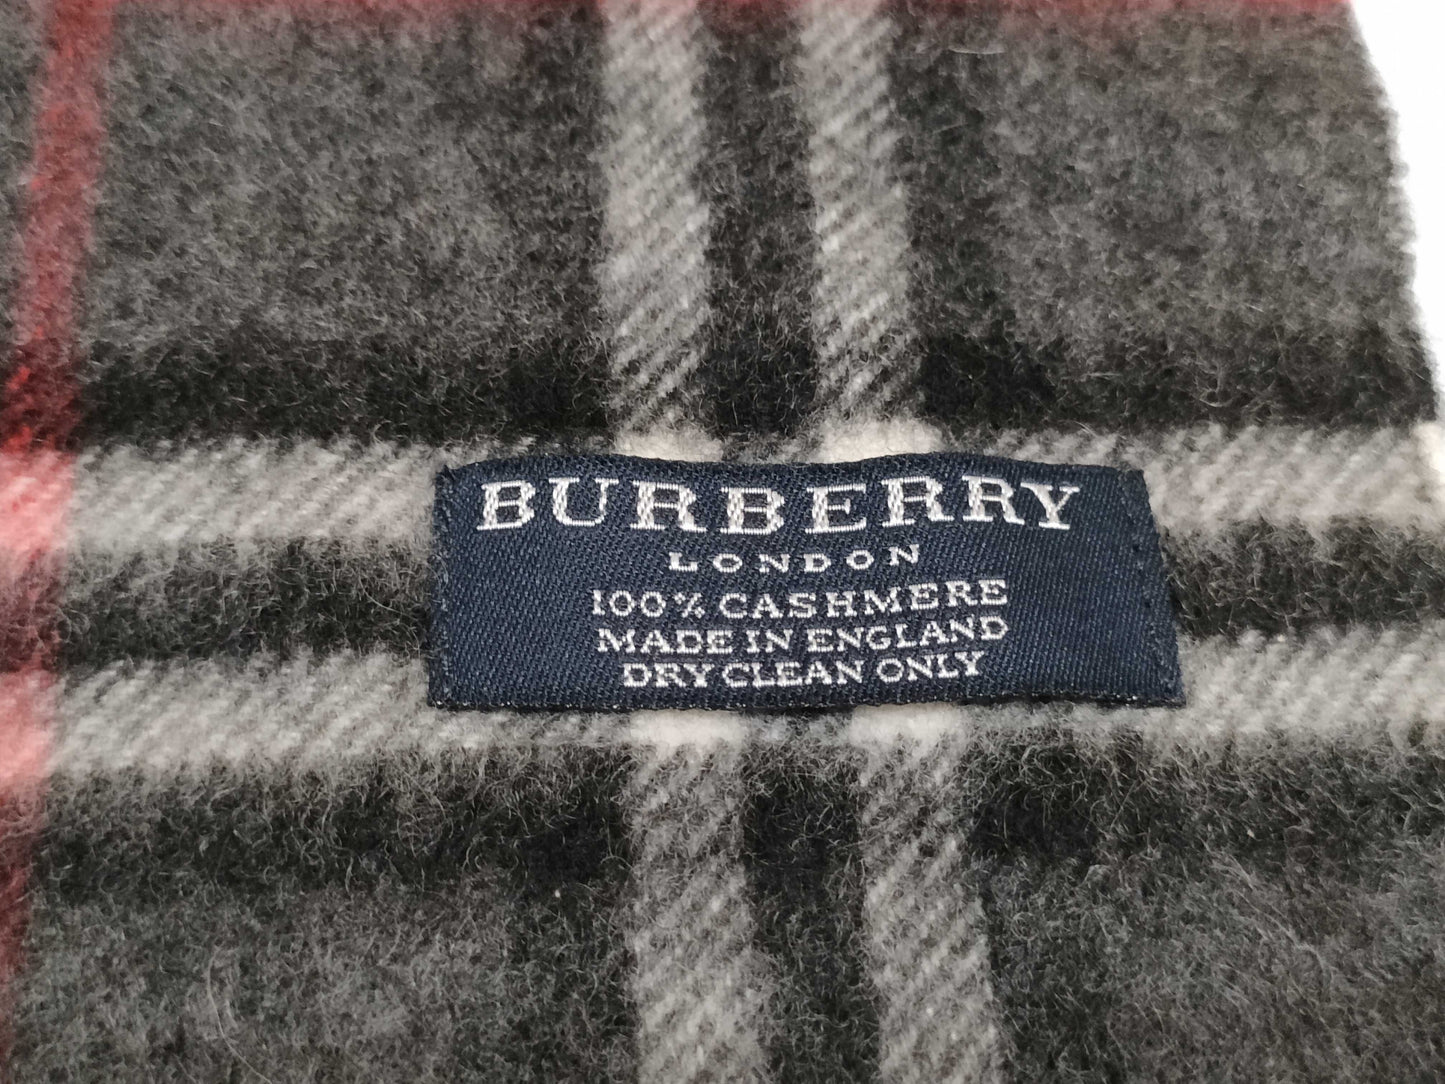 BURBERRY
LONDON
100% CASHMERE
MADE IN ENGLAND
DRY CLEAN ONLY